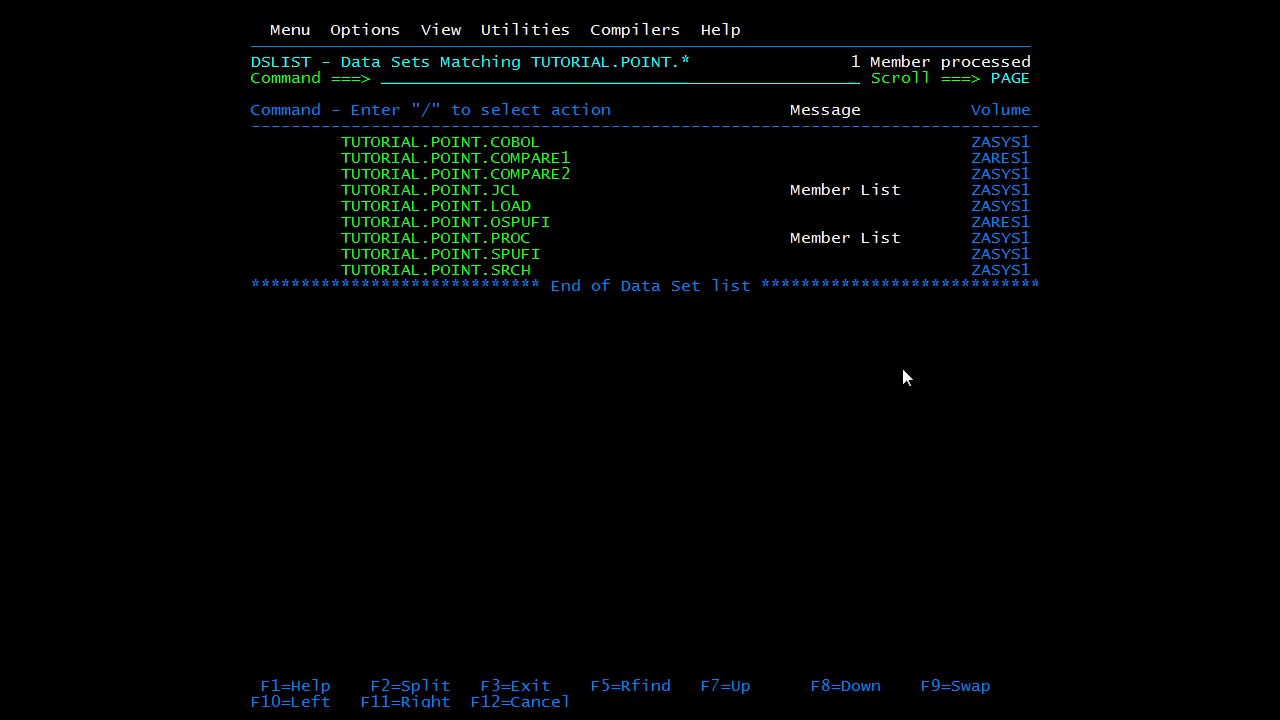 Menu Options View Utilities Compilers Help
DSLIST - Data Sets Matching TUTORIAL.POINT.* 1 Member processed
Command ===> Scroll ===> PAGE
Command - Enter "/" to select action Message Volume
-------------------------------------------------------------------------------
TUTORIAL.POINT.COBOL ZASYS1
TUTORIAL.POINT.COMPARE1 ZARES1
TUTORIAL.POINT.COMPARE2 ZASYS1
TUTORIAL.POINT.JCL Member List ZASYS1
TUTORIAL.POINT.LOAD ZASYS1
TUTORIAL.POINT.OSPUFI ZARES1
TUTORIAL.POINT.PROC Member List ZASYS1
TUTORIAL.POINT.SPUFI ZASYS1
TUTORIAL.POINT.SRCH ZASYS1
***************************** End of Data Set list ****************************
F1=Help F2=Split F3=Exit F5=Rfind F7=Up F8=Down F9=Swap
F10=Left F11=Right F12=Cancel